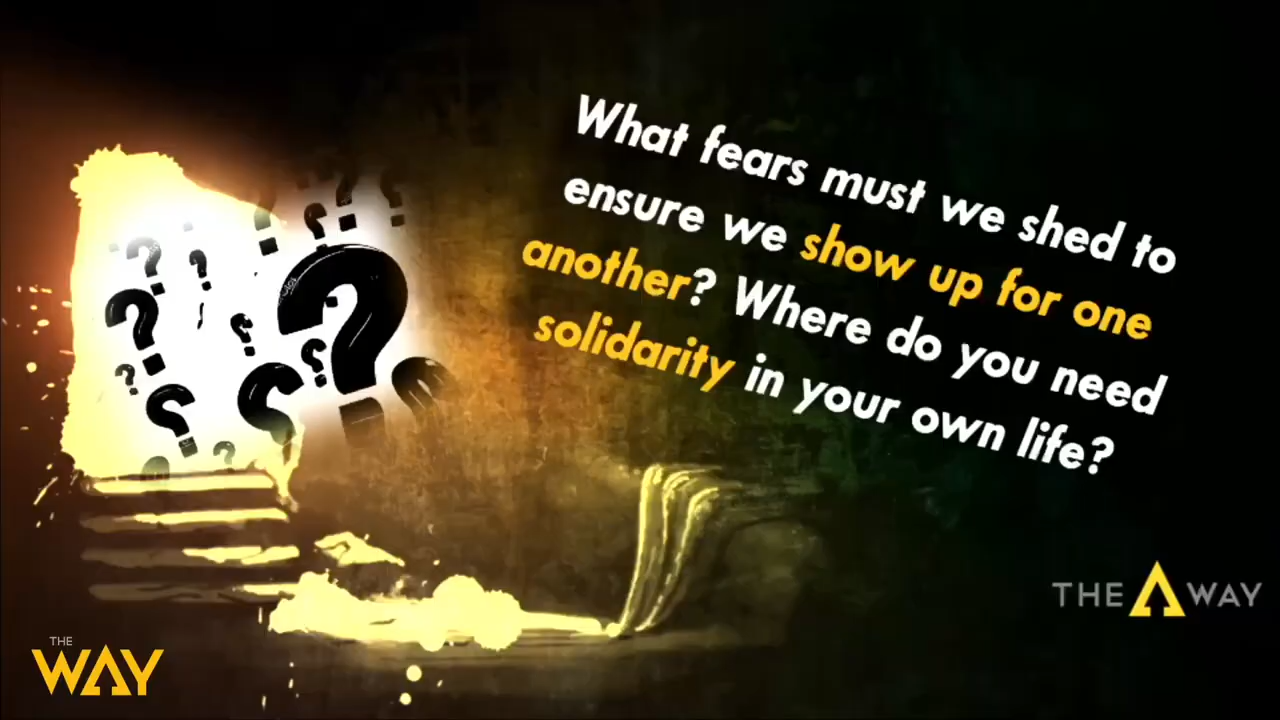 What fears must we shed to
ensure we show up for one
another? Where do you need
solidarity in your own life?
THE WAY
THE
WAY